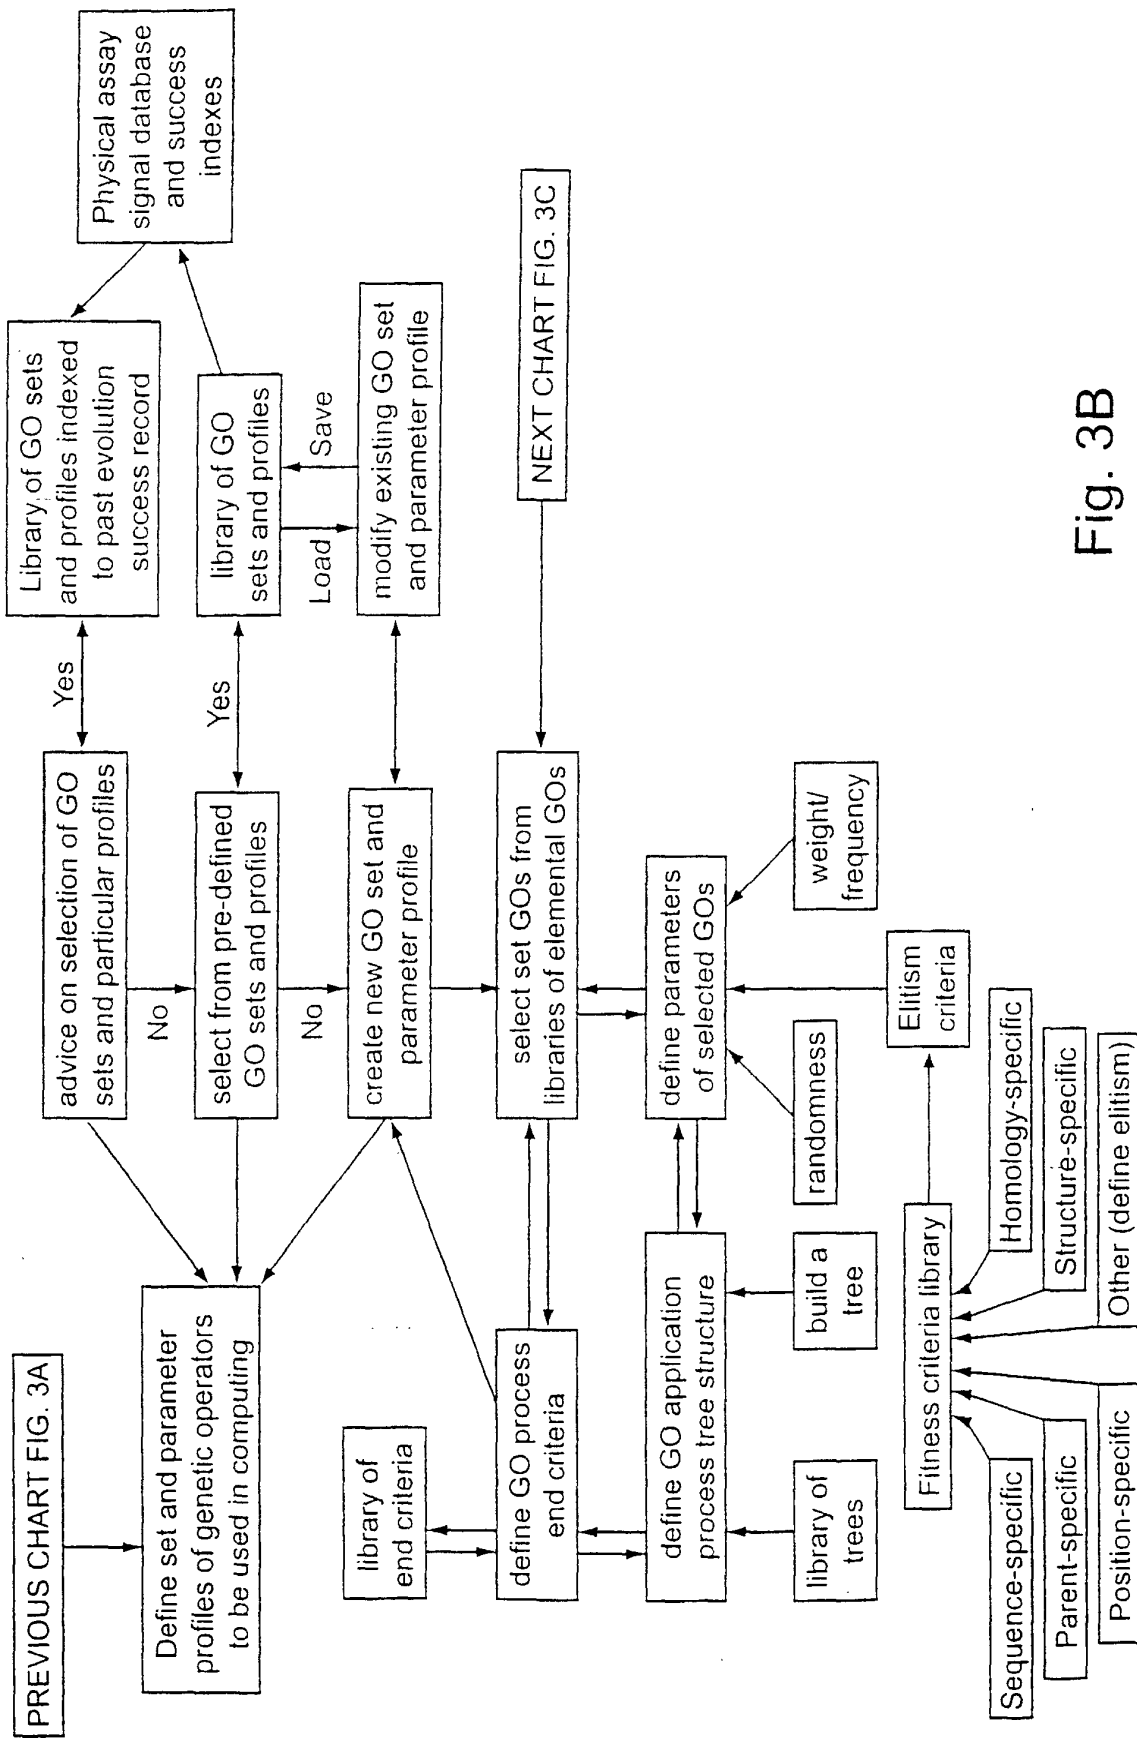 PREVIOUS CHART FIG. 3A
Define set and parameter
profiles of genetic operators
to be used in computing
advice on selection of GO
sets and particular profiles
Yes
Library of GO sets
and profiles indexed
to past evolution
success record
Physical assay
signal database
and success
indexes
No
select from pre-defined
GO sets and profiles
Yes
library of GO
sets and profiles
No
Load
Save
create new GO set and
parameter profile
modify existing GO set
and parameter profile
library of
end criteria
define GO process
end criteria
select set GOs from
libraries of elemental GOs
NEXT CHART FIG. 3C
define GO application
process tree structure
define parameters
of selected GOs
library of
trees
build a
tree
randomness
weight/
frequency
Elitism
criteria
Fitness criteria library
Sequence-specific
Homology-specific
Parent-specific
Structure-specific
Position-specific
Other (define elitism)
Fig. 3B